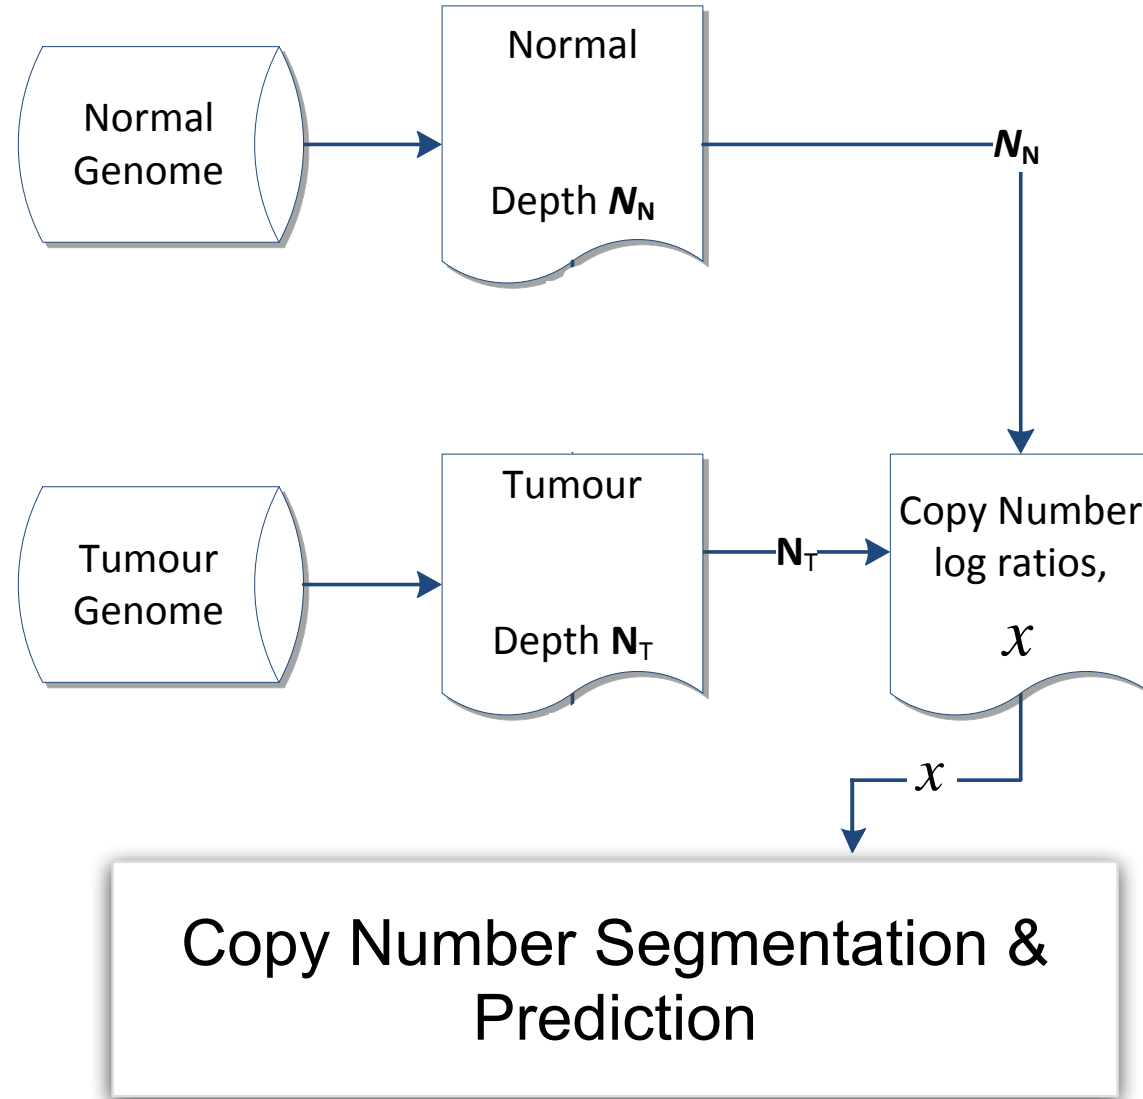 Normal
Genome
Normal
Depth N_N
N_N
Tumour
Genome
Tumour
Depth N_T
N_T
Copy Number
log ratios,
x
x
Copy Number Segmentation &
Prediction